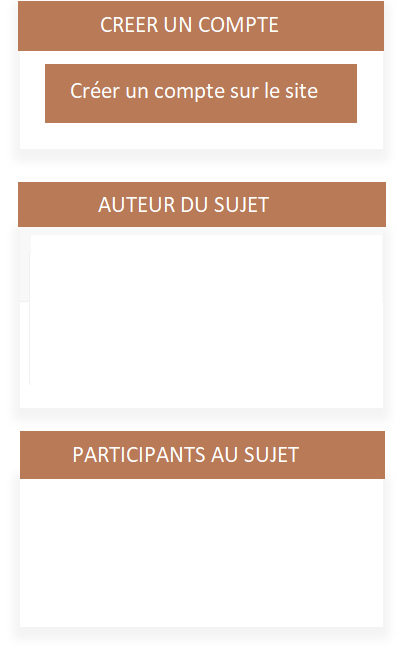 CREER UN COMPTE
Créer un compte sur le site
AUTEUR DU SUJET
PARTICIPANTS AU SUJET